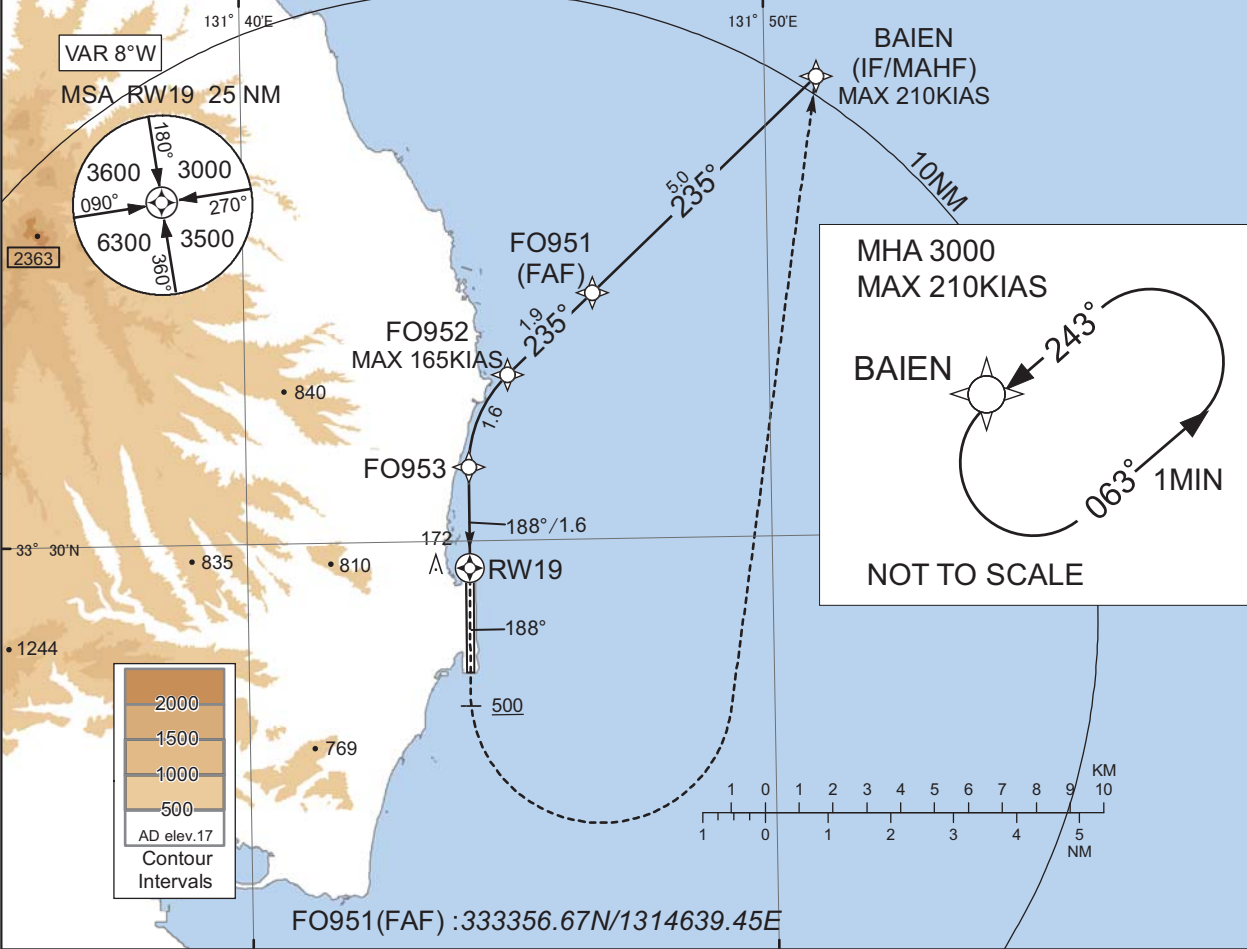 131° 40'E
131° 50'E
VAR 8°W
MSA RW19 25 NM
180°
3600
3000
090°
270°
6300
3500
360°
2363
BAIEN
(IF/MAHF)
MAX 210KIAS
10NM
5.0
235°
FO951
(FAF)
1.9
235°
FO952
MAX 165KIAS
1.6
840
FO953
188°/1.6
172
33° 30'N
835
810
RW19
188°
1244
500
769
MHA 3000
MAX 210KIAS
243°
BAIEN
063°
1MIN
NOT TO SCALE
2000
1500
1000
500
AD elev.17
Contour
Intervals
KM
1 0 1 2 3 4 5 6 7 8 9 10
1 0 1 2 3 4 5
NM
FO951(FAF) :333356.67N/1314639.45E